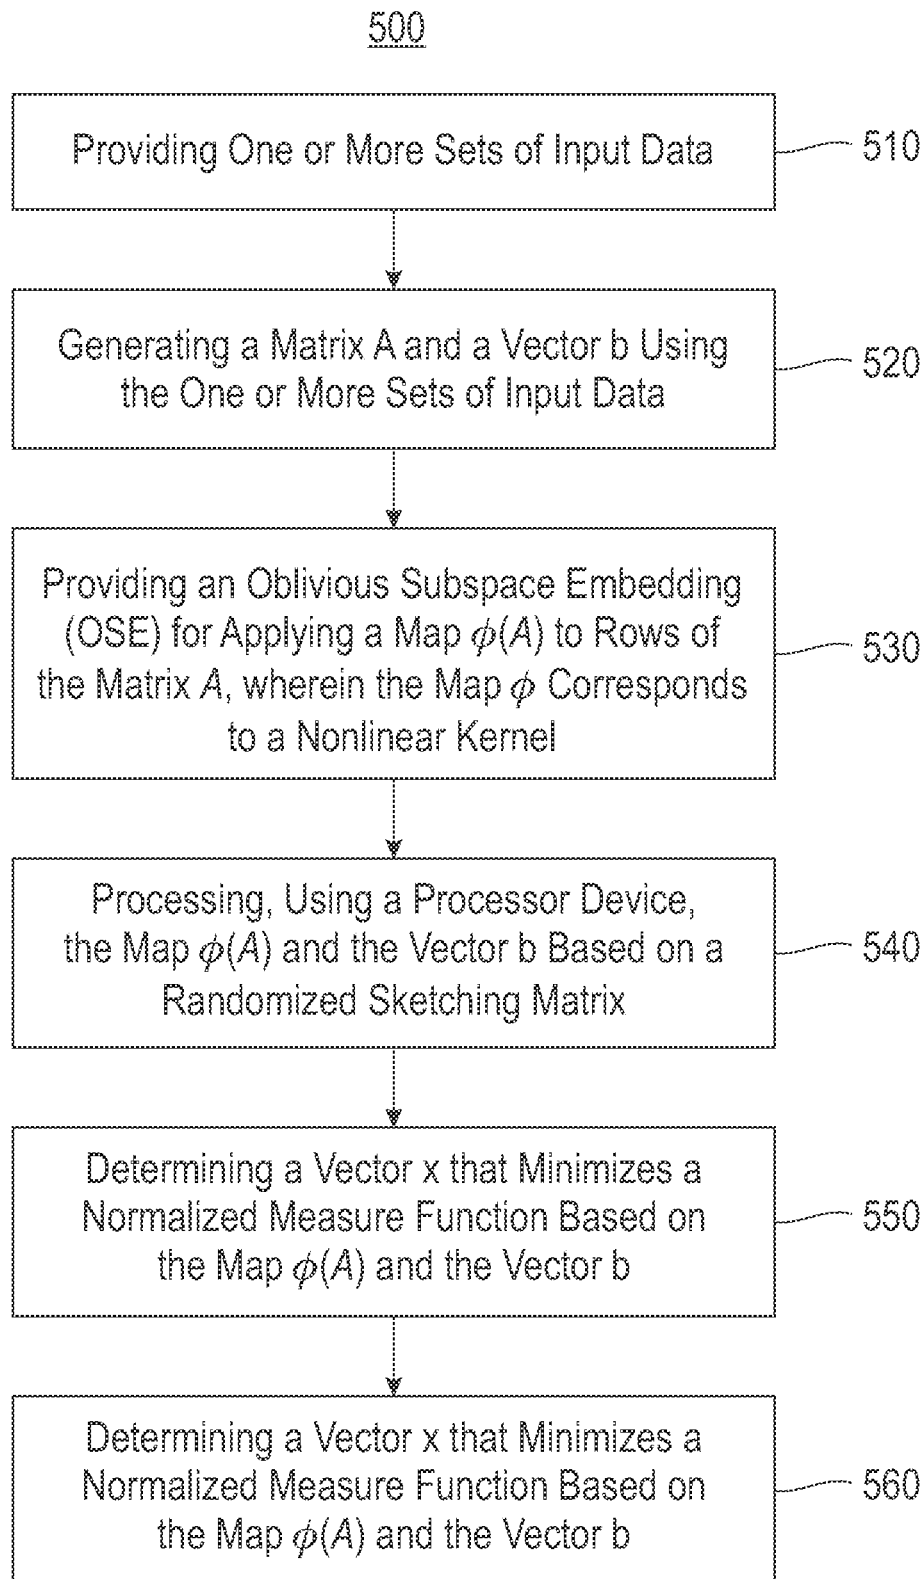 500
Providing One or More Sets of Input Data
510
Generating a Matrix A and a Vector b Using
the One or More Sets of Input Data
520
Providing an Oblivious Subspace Embedding
(OSE) for Applying a Map ϕ(A) to Rows of
the Matrix A, wherein the Map ϕ Corresponds
to a Nonlinear Kernel
530
Processing, Using a Processor Device,
the Map ϕ(A) and the Vector b Based on a
Randomized Sketching Matrix
540
Determining a Vector x that Minimizes a
Normalized Measure Function Based on
the Map ϕ(A) and the Vector b
550
Determining a Vector x that Minimizes a
Normalized Measure Function Based on
the Map ϕ(A) and the Vector b
560